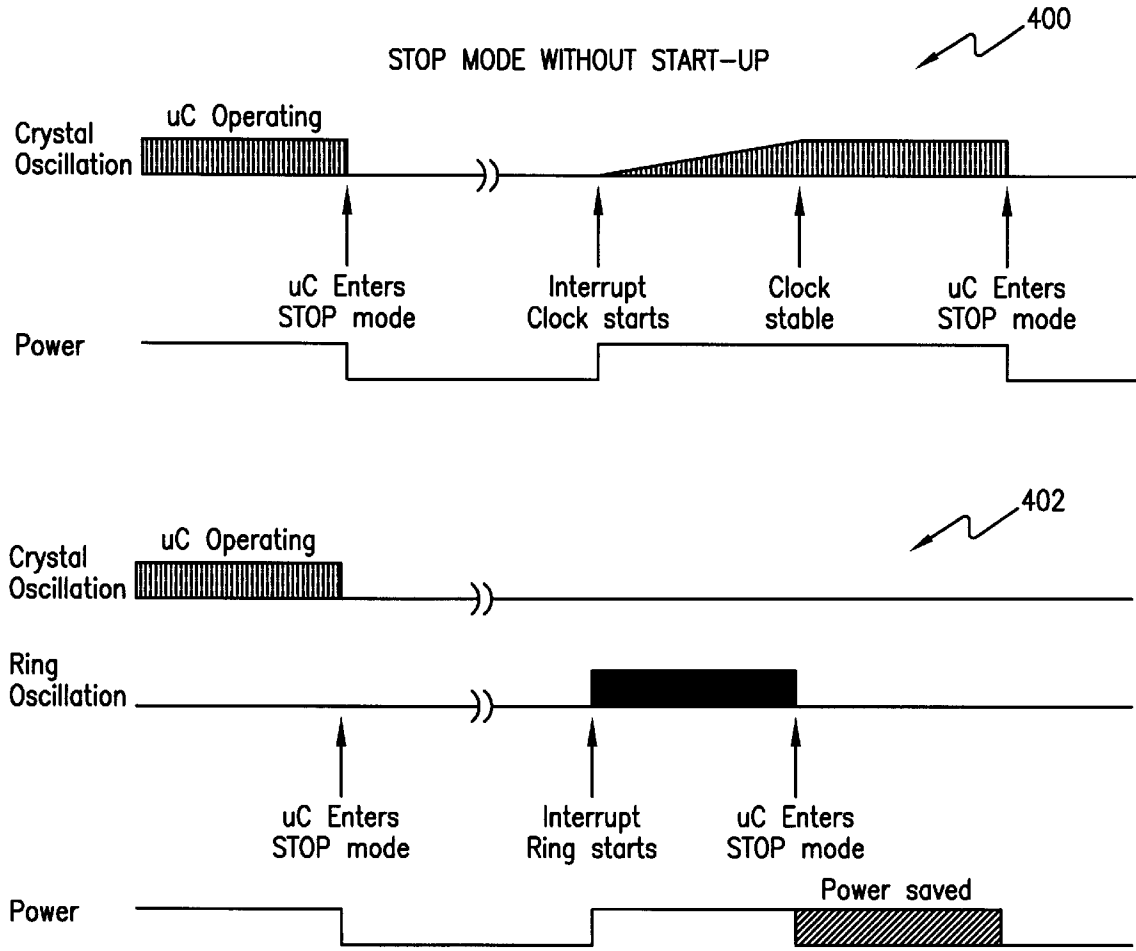 400
STOP MODE WITHOUT START-UP
uC Operating
Crystal
Oscillation
uC Enters
STOP mode
Interrupt
Clock starts
Clock
stable
uC Enters
STOP mode
Power
402
uC Operating
Crystal
Oscillation
Ring
Oscillation
uC Enters
STOP mode
Interrupt
Ring starts
uC Enters
STOP mode
Power saved
Power